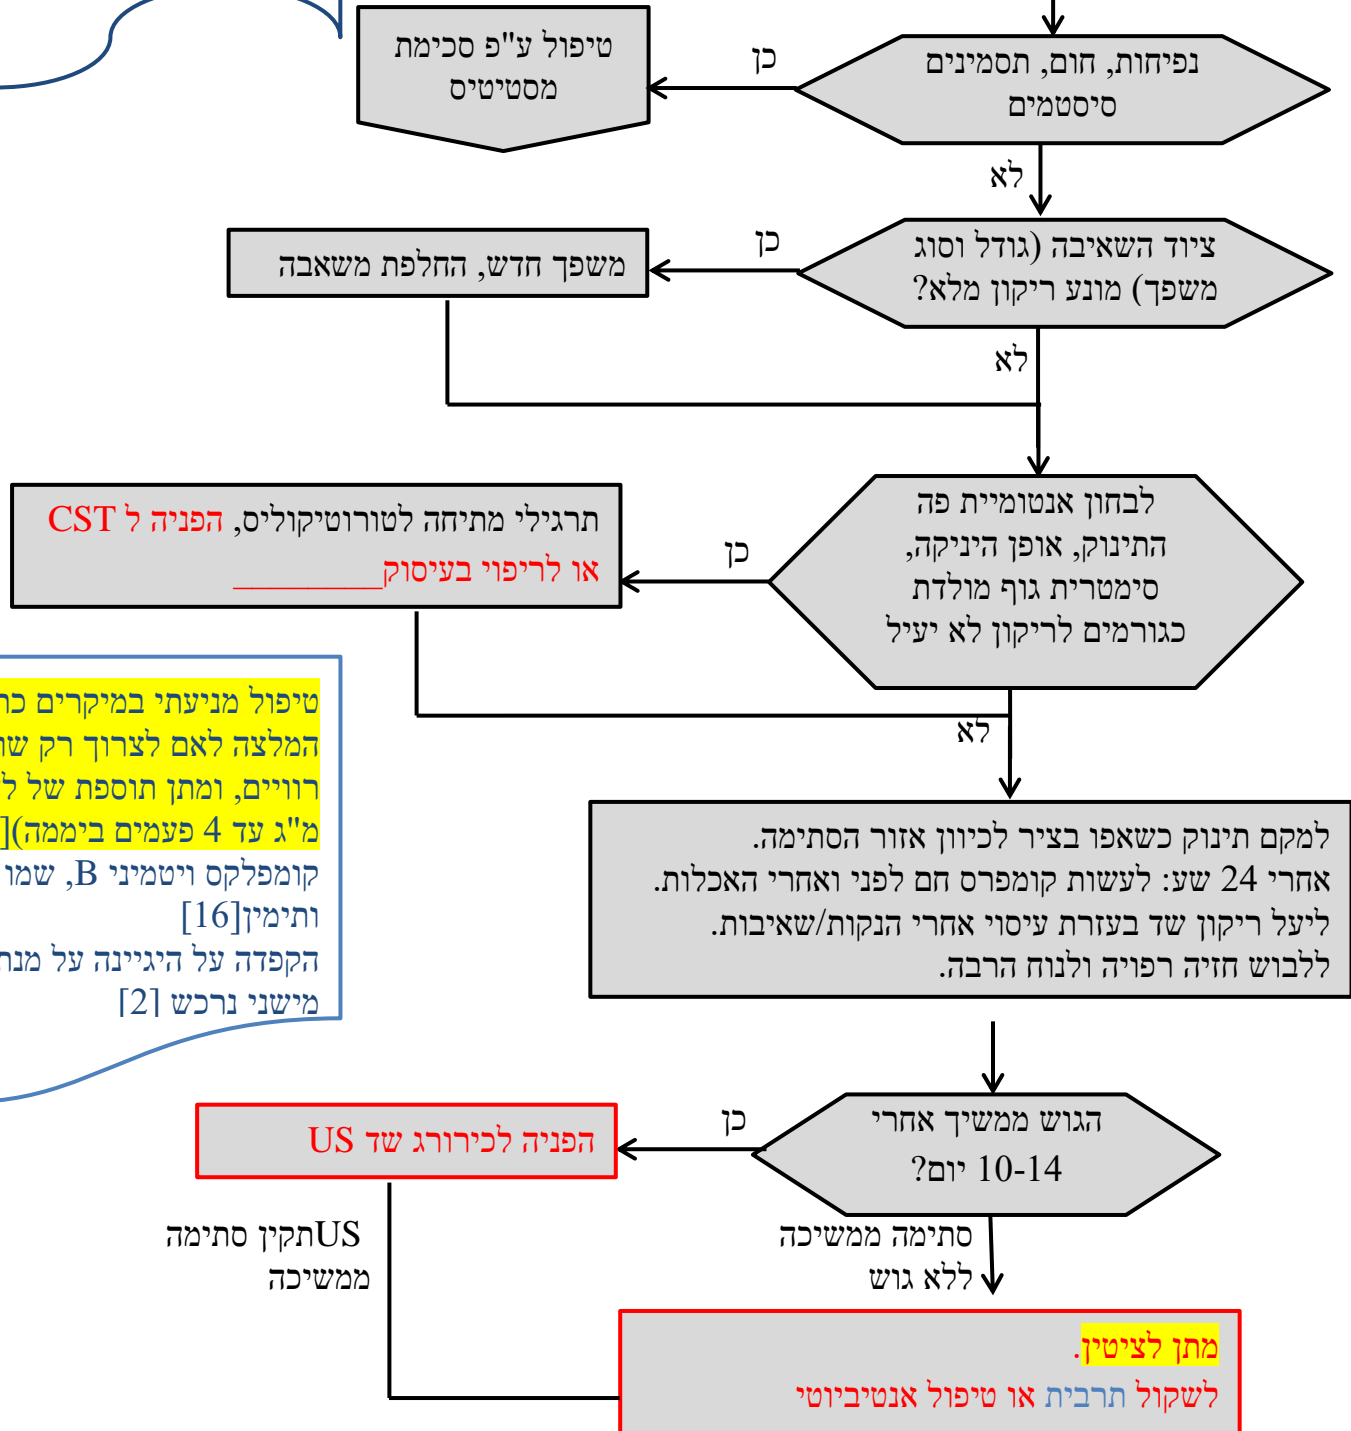 נפיחות, חום, תסמינים
סיסטמים
כן
טיפול ע"פ סכימת
מסטיטיס
לא
ציוד השאיבה (גודל וסוג
משפך) מונע ריקון מלא?
כן
משפך חדש, החלפת משאבה
לא
לבחון אנטומיית פה
התינוק, אופן היניקה,
סימטרית גוף מולדת
כגורמים לריקון לא יעיל
כן
תרגילי מתיחה לטורטיקוליס, הפניה ל CST
או לריפוי בעיסוק_________
לא
טיפול מניעתי במיקרים
המלצה לאם לצרוך רק
רוויים, ומתן תוספת של
מ"ג עד 4 פעמים ביממה)]
קומפלקס ויטמיני B, שמו
ותימין[16]
הקפדה על היגיינה על
מישני נרכש [2]
למקם תינוק כשאפו בציר לכיוון אזור הסתימה.
אחרי 24 שע: לעשות קומפרס חם לפני ואחרי האכלות.
ליעל ריקון שד בעזרת עיסוי אחרי הנקות/שאיבות.
ללבוש חזיה רפויה ולנוח הרבה.
הגוש ממשיך אחרי
10-14 יום?
כן
הפניה לכירורג שד US
סתימה ממשיכה
ללא גוש
USתקין סתימה
ממשיכה
מתן לציטין.
לשקול תרבית או טיפול אנטיביוטי